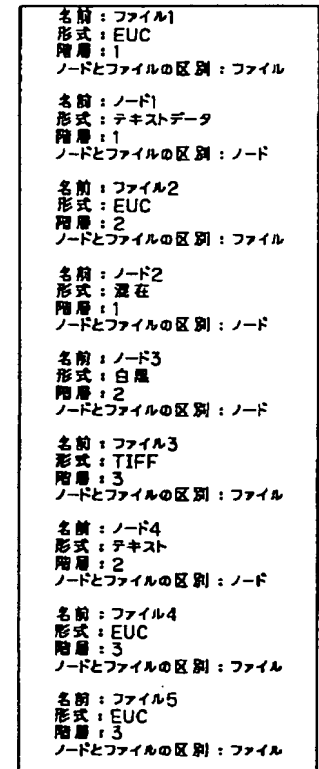 名前：ファイル1
形式：EUC
階層：1
ノードとファイルの区別：ファイル
名前：ノード1
形式：テキストデータ
階層：1
ノードとファイルの区別：ノード
名前：ファイル2
形式：EUC
階層：2
ノードとファイルの区別：ファイル
名前：ノード2
形式：混在
階層：1
ノードとファイルの区別：ノード
名前：ノード3
形式：白黒
階層：2
ノードとファイルの区別：ノード
名前：ファイル3
形式：TIFF
階層：3
ノードとファイルの区別：ファイル
名前：ノード4
形式：テキスト
階層：2
ノードとファイルの区別：ノード
名前：ファイル4
形式：EUC
階層：3
ノードとファイルの区別：ファイル
名前：ファイル5
形式：EUC
階層：3
ノードとファイルの区別：ファイル